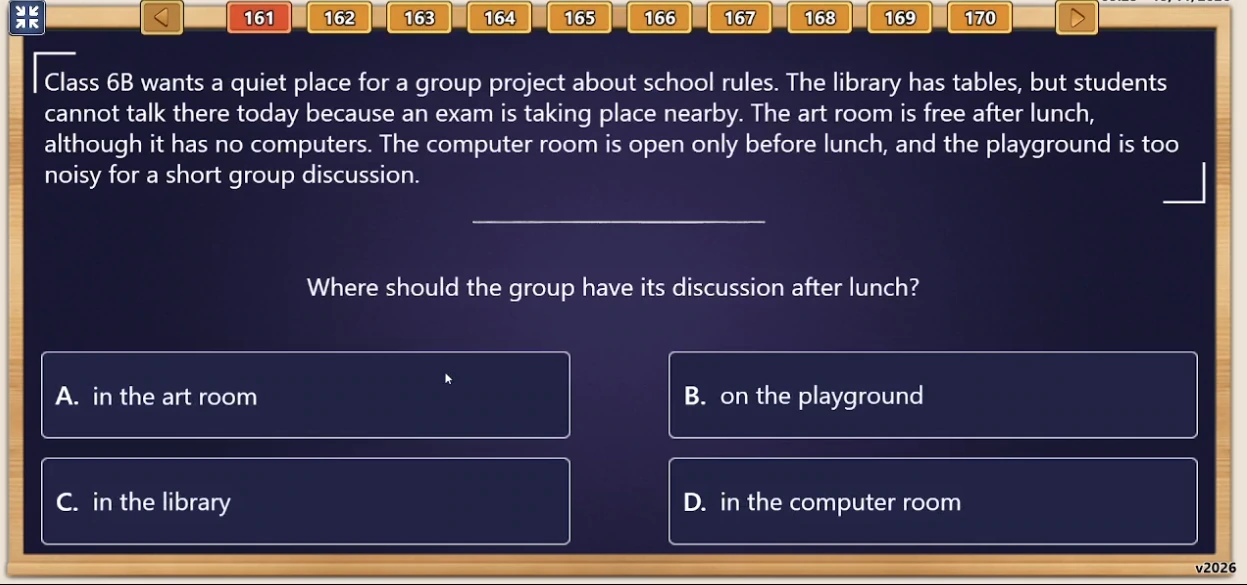 161 162 163 164 165 166 167 168 169 170
Class 6B wants a quiet place for a group project about school rules. The library has tables, but students
cannot talk there today because an exam is taking place nearby. The art room is free after lunch,
although it has no computers. The computer room is open only before lunch, and the playground is too
noisy for a short group discussion.
Where should the group have its discussion after lunch?
A. in the art room
B. on the playground
C. in the library
D. in the computer room
v2026